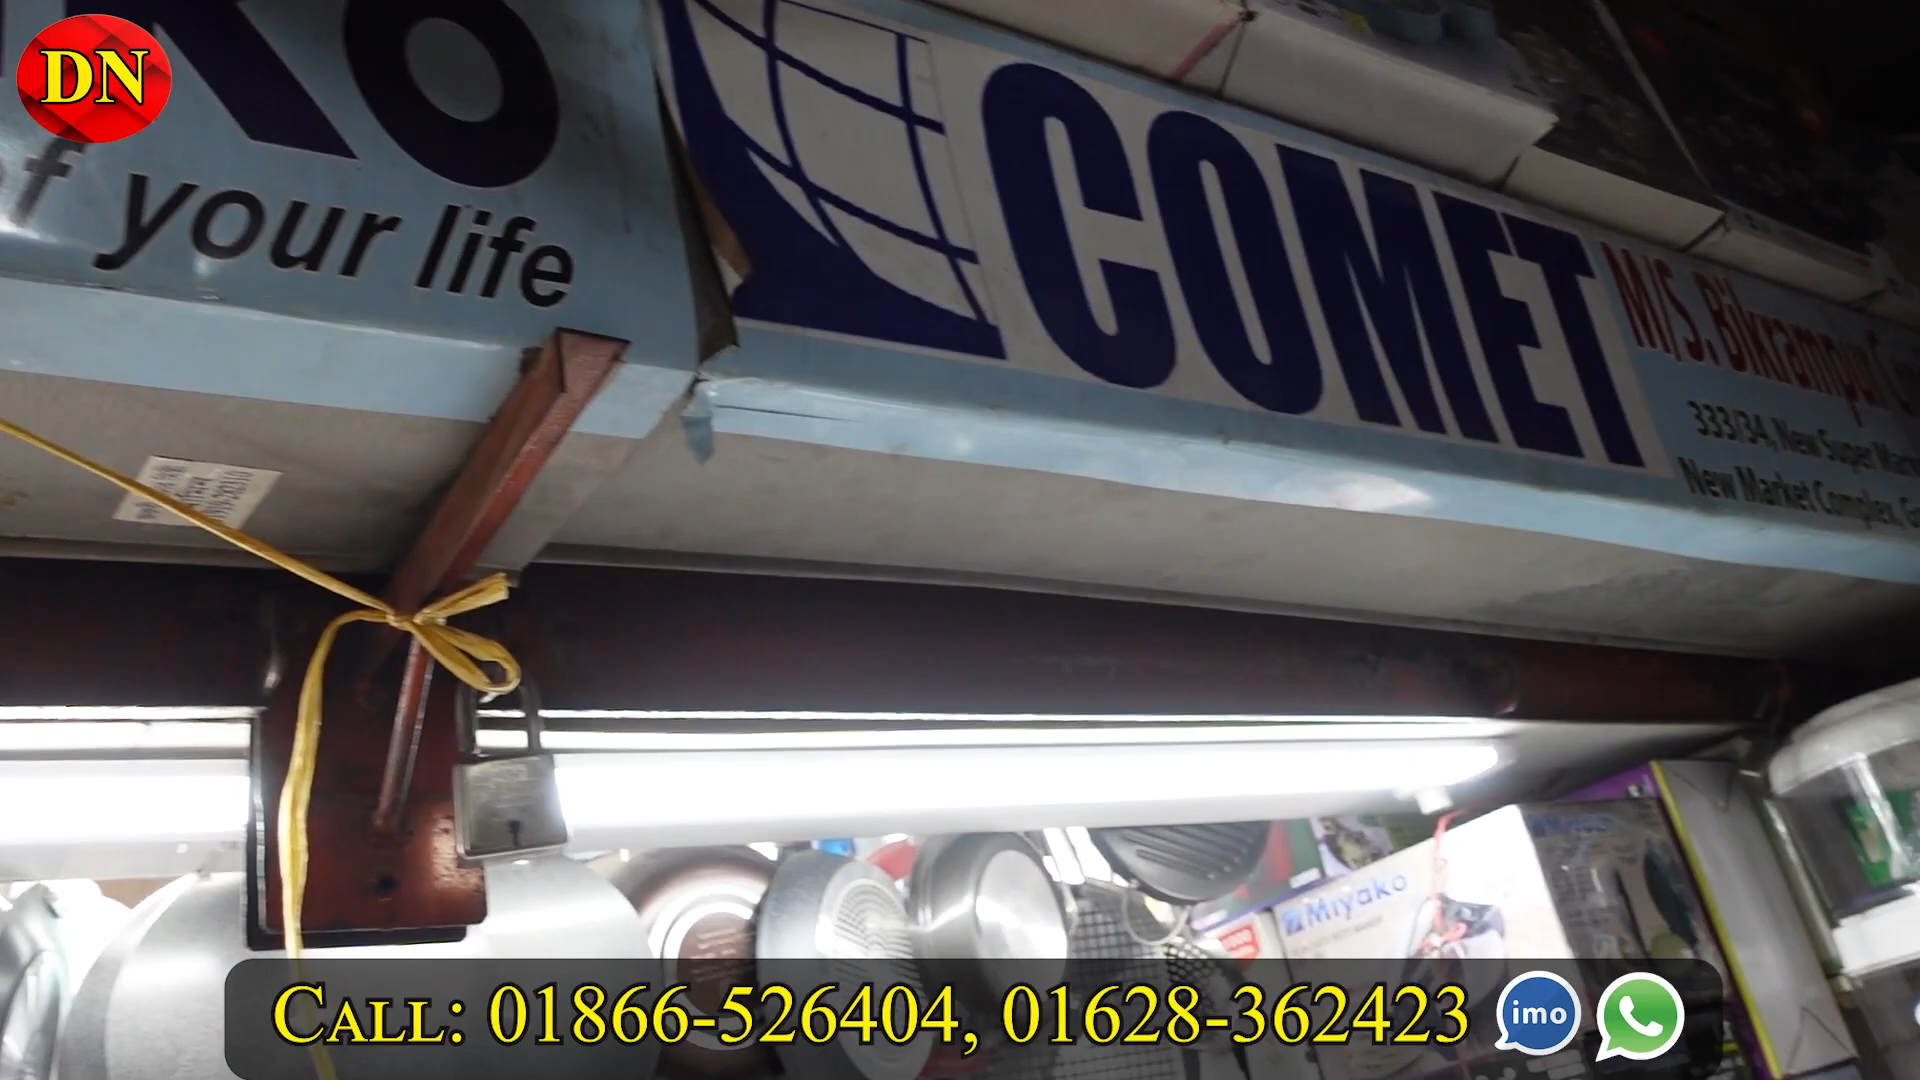 DN
of your life
COMET
M/S. Bikrampur
333/34, New Super
New Market Complex,
Miyako
CALL: 01866-526404, 01628-362423
imo